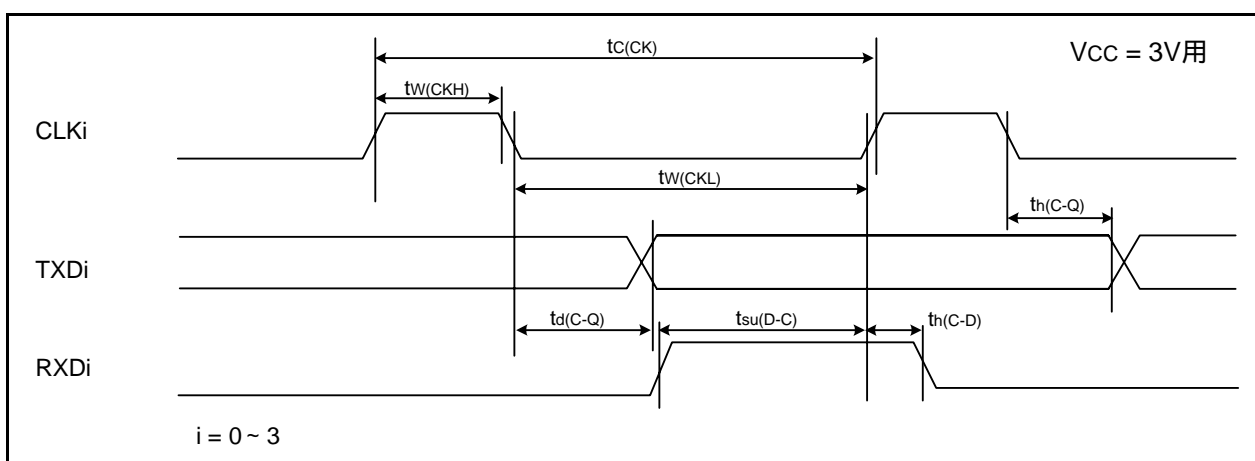 tC(CK)
VCC = 3V用
tW(CKH)
CLKi
tW(CKL)
th(C-Q)
TXDi
td(C-Q)
tsu(D-C)
th(C-D)
RXDi
i = 0 ~ 3